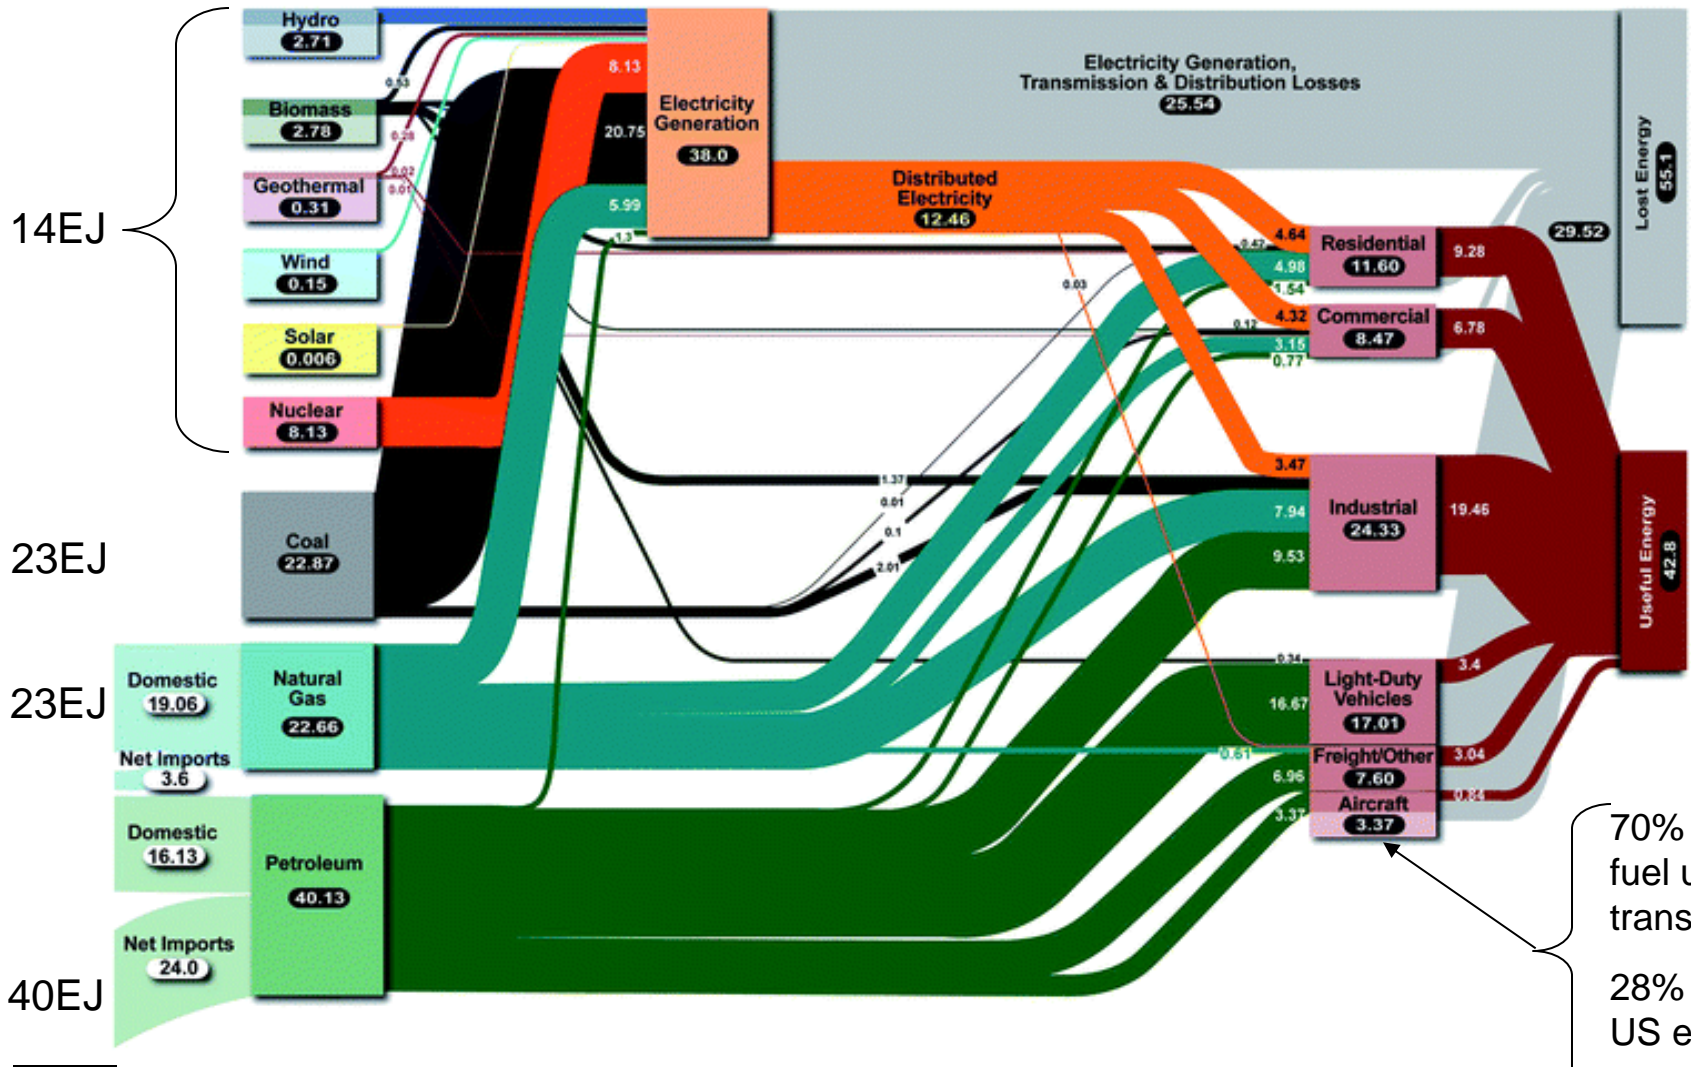 14EJ
23EJ
23EJ
40EJ
Hydro
2.71
Biomass
2.78
Geothermal
0.31
Wind
0.15
Solar
0.006
Nuclear
8.13
Coal
22.87
Domestic
19.06
Net Imports
3.6
Natural
Gas
22.66
Domestic
16.13
Net Imports
24.0
Petroleum
40.13
0.53
0.28
0.02
0.01
8.13
20.75
5.99
1.3
Electricity
Generation
38.0
Electricity Generation,
Transmission & Distribution Losses
25.54
Distributed
Electricity
12.46
0.03
1.37
0.01
0.1
2.01
4.64
0.42
4.98
1.54
4.32
0.12
3.15
0.77
3.47
7.94
9.53
0.34
16.67
0.61
6.96
3.37
Residential
11.60
Commercial
8.47
Industrial
24.33
Light-Duty
Vehicles
17.01
Freight/Other
7.60
Aircraft
3.37
9.28
6.78
19.46
3.4
3.04
0.84
29.52
Lost Energy
55.1
Useful Energy
42.8
70%
fuel u
trans
28%
US e